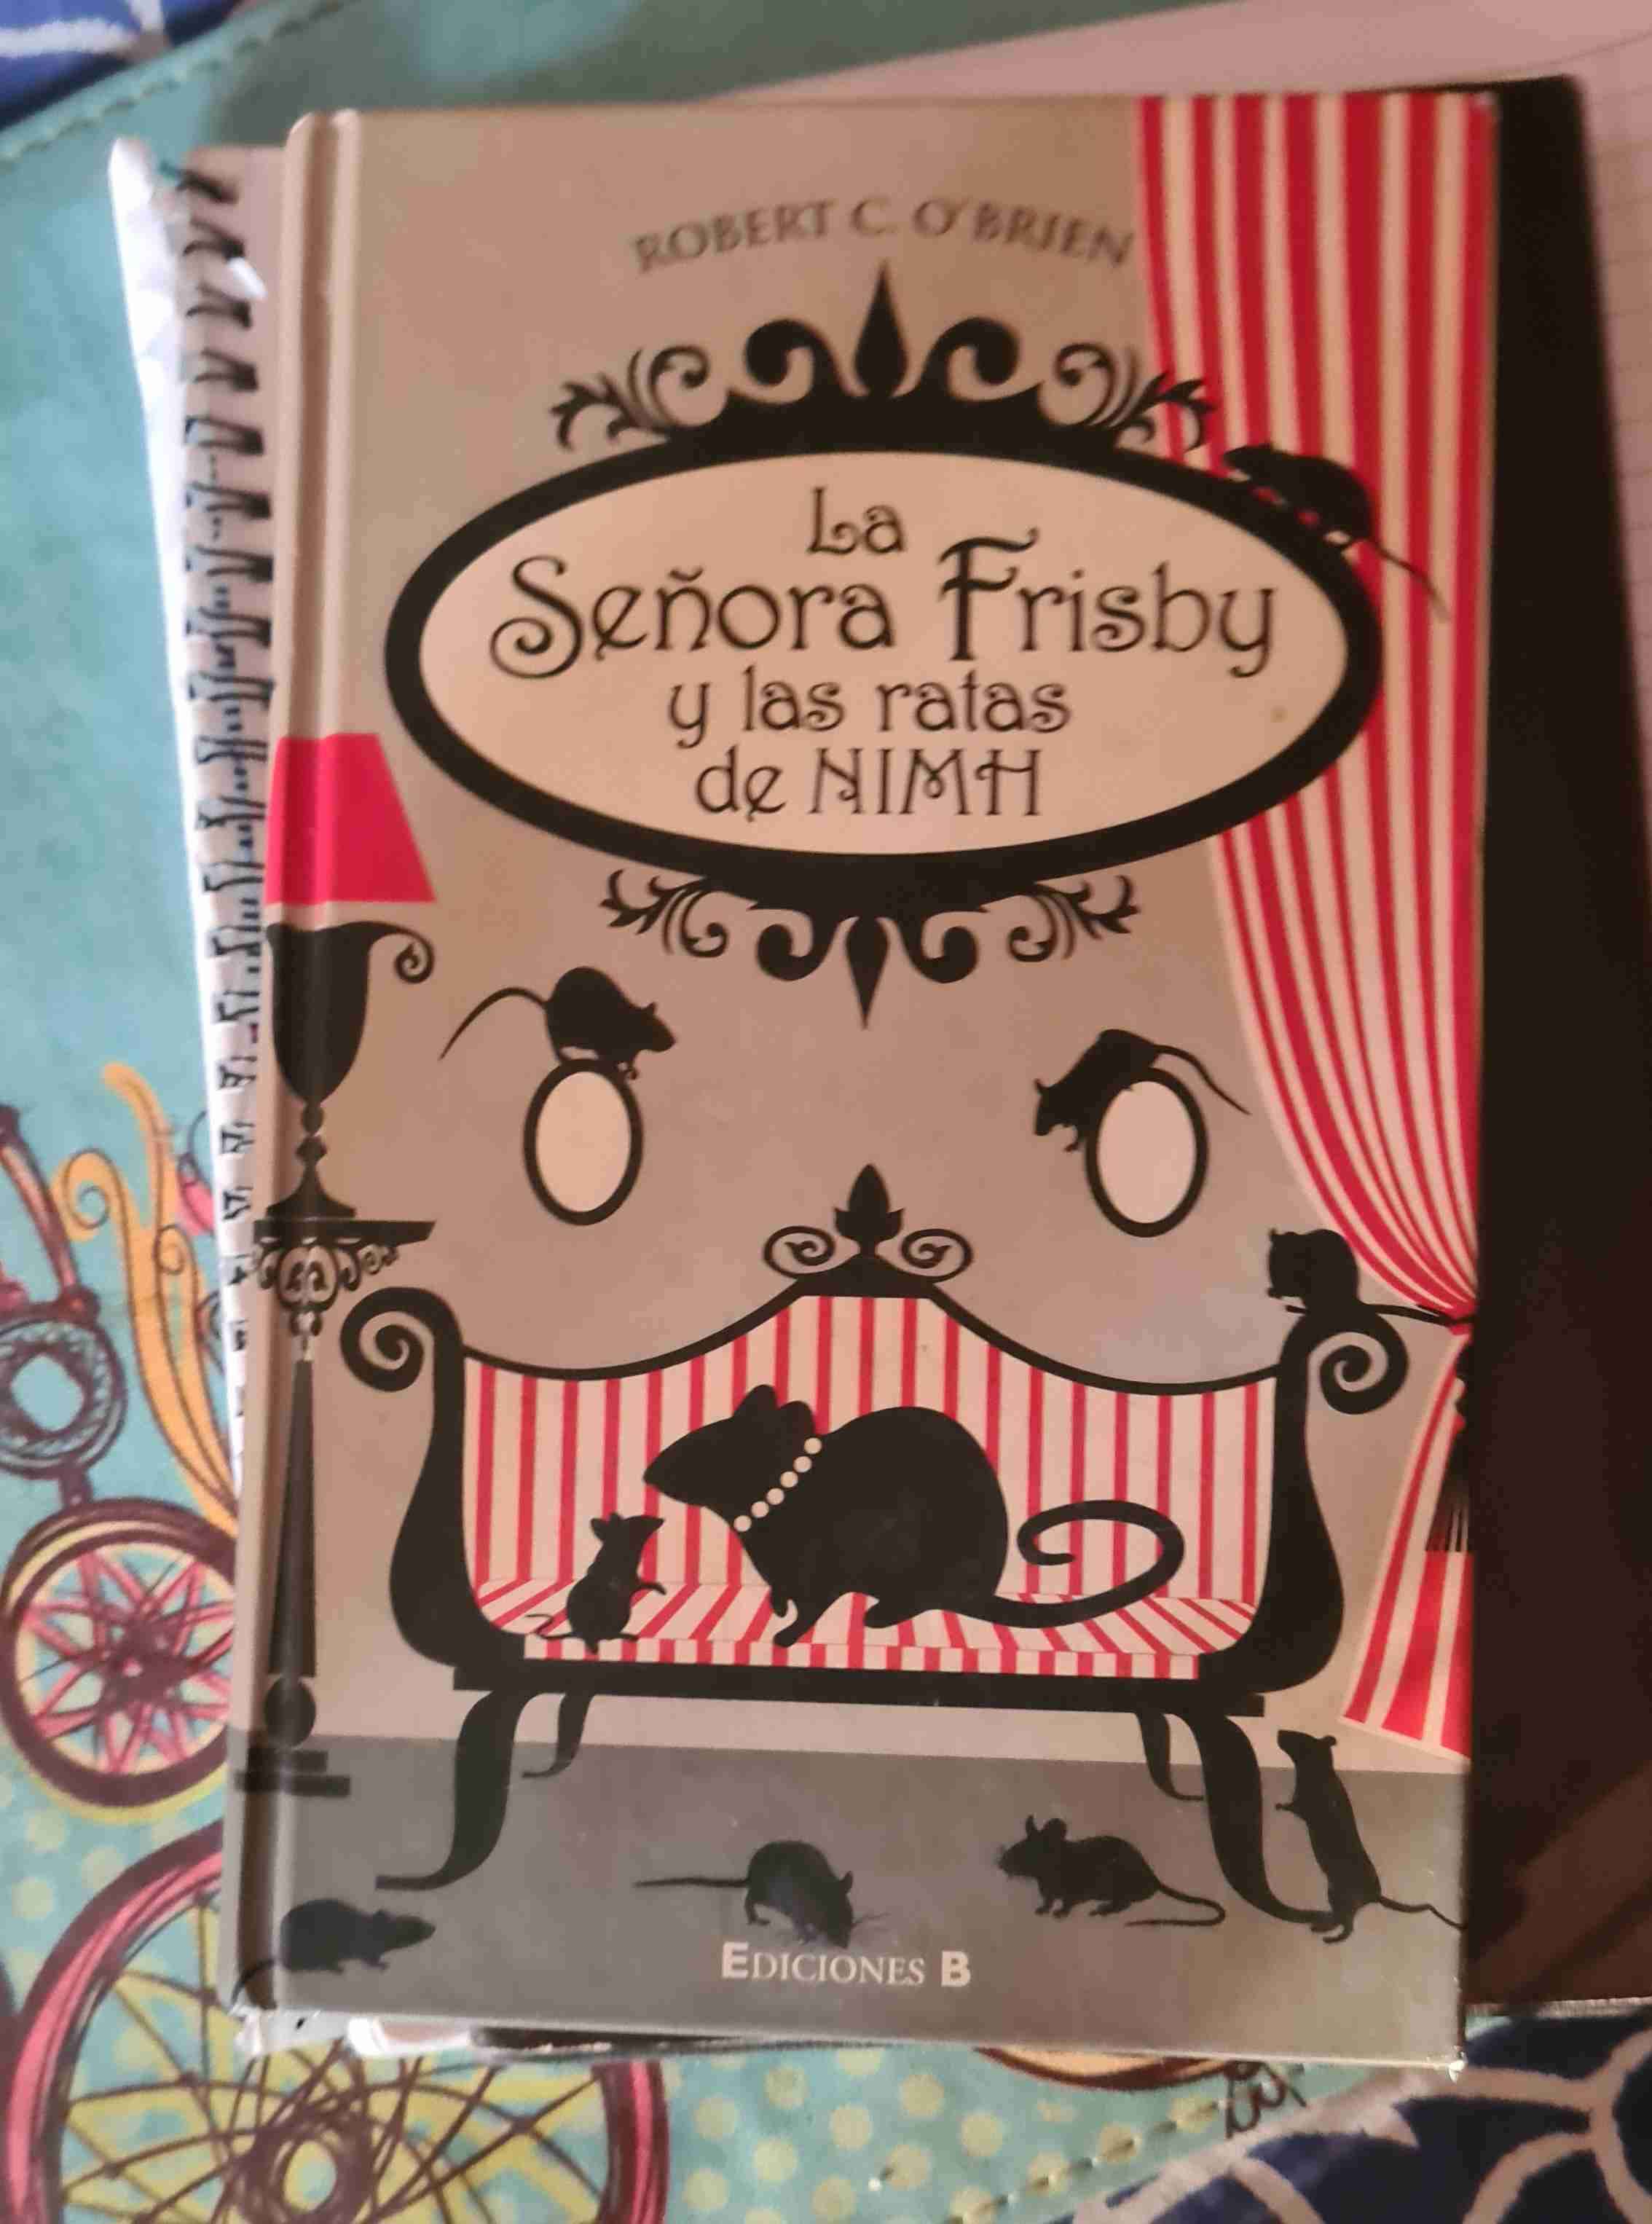 ROBERT C. O'BRIEN
La
Señora Frisby
y las ratas
de NIMH
EDICIONES B